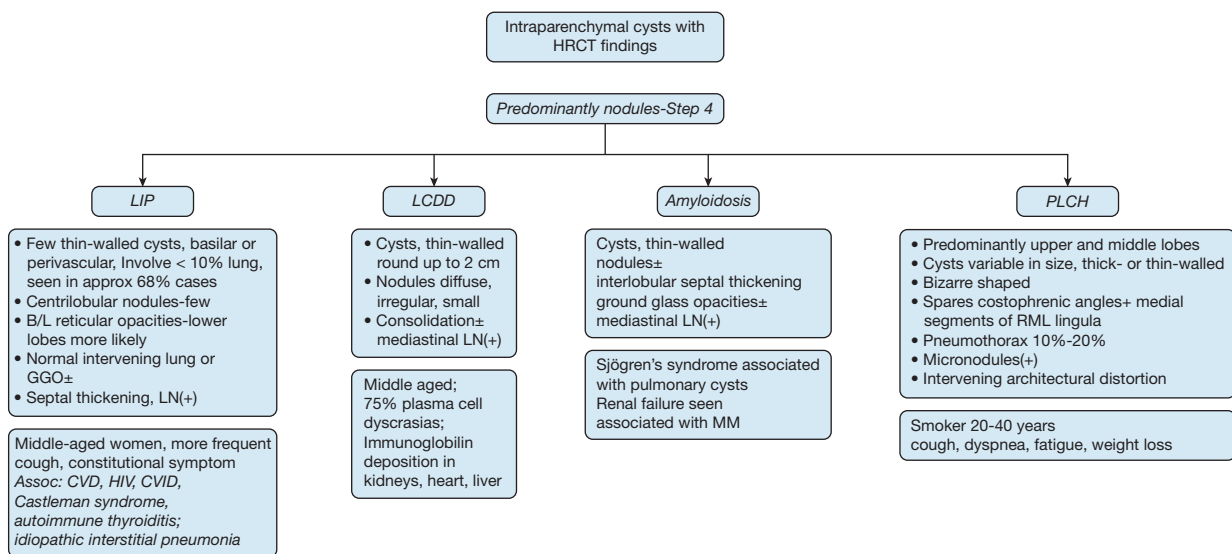 Intraparenchymal cysts with
HRCT findings
Predominantly nodules-Step 4
LIP
• Few thin-walled cysts, basilar or
perivascular, Involve < 10% lung,
seen in approx 68% cases
• Centrilobular nodules-few
• B/L reticular opacities-lower
lobes more likely
• Normal intervening lung or
GGO±
• Septal thickening, LN(+)
Middle-aged women, more frequent
cough, constitutional symptom
Assoc: CVD, HIV, CVID,
Castleman syndrome,
autoimmune thyroiditis;
idiopathic interstitial pneumonia
LCDD
• Cysts, thin-walled
round up to 2 cm
• Nodules diffuse,
irregular, small
• Consolidation±
mediastinal LN(+)
Middle aged;
75% plasma cell
dyscrasias;
Immunoglobilin
deposition in
kidneys, heart, liver
Amyloidosis
Cysts, thin-walled
nodules±
interlobular septal thickening
ground glass opacities±
mediastinal LN(+)
Sjögren's syndrome associated
with pulmonary cysts
Renal failure seen
associated with MM
PLCH
• Predominantly upper and middle lobes
• Cysts variable in size, thick- or thin-walled
• Bizarre shaped
• Spares costophrenic angles+ medial
segments of RML lingula
• Pneumothorax 10%-20%
• Micronodules(+)
• Intervening architectural distortion
Smoker 20-40 years
cough, dyspnea, fatigue, weight loss